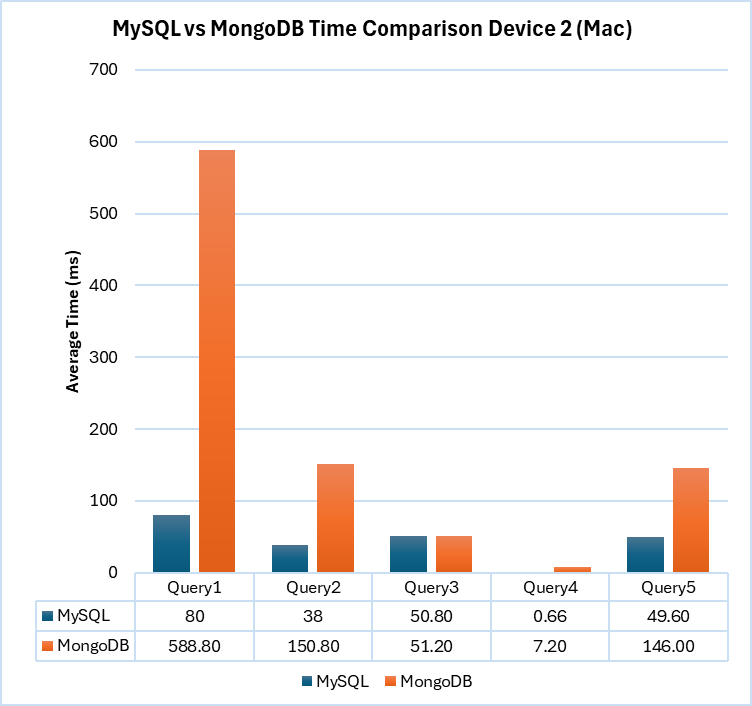 MySQL vs MongoDB Time Comparison Device 2 (Mac)
Average Time (ms)
700
600
500
400
300
200
100
0
Query1 Query2 Query3 Query4 Query5
MySQL 80 38 50.80 0.66 49.60
MongoDB 588.80 150.80 51.20 7.20 146.00
MySQL MongoDB